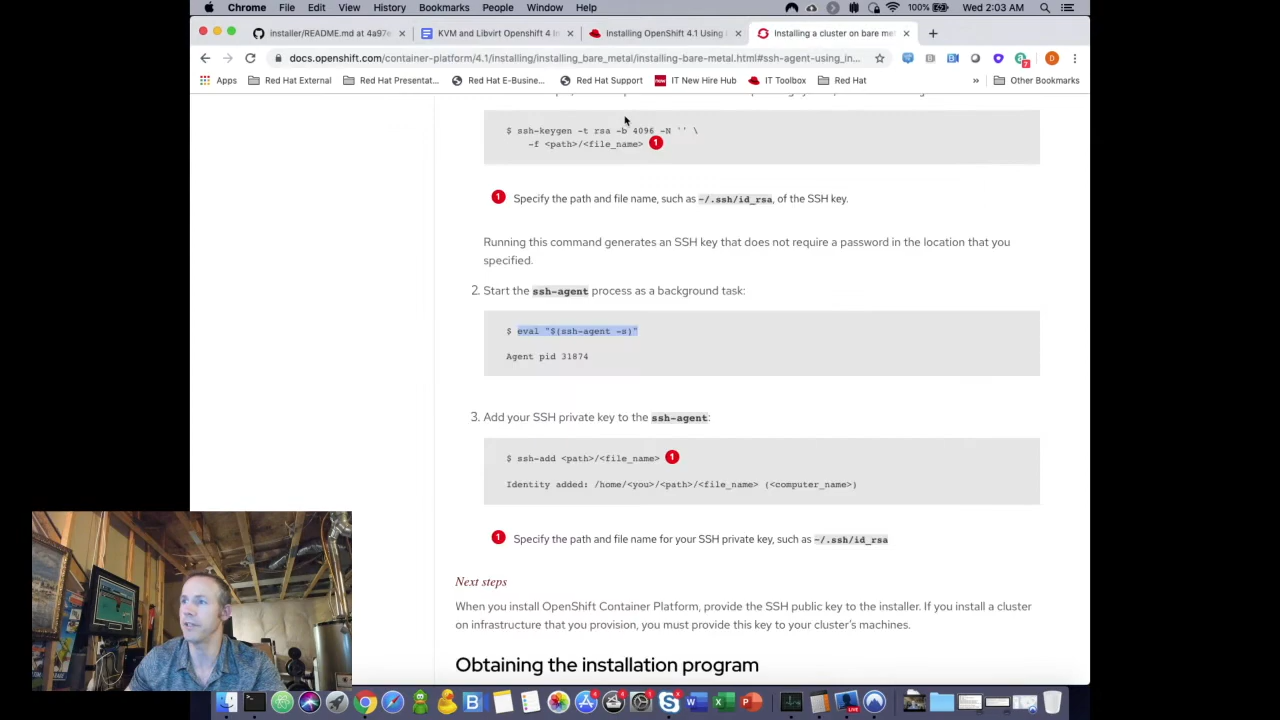 Chrome File Edit View History Bookmarks People Window Help 100% Wed 2:03 AM
installer/README.md at 4a97e × KVM and Libvirt Openshift 4 In × Installing OpenShift 4.1 Using × Installing a cluster on bare met ×
docs.openshift.com/container-platform/4.1/installing/installing_bare_metal/installing-bare-metal.html#ssh-agent-using_in...
Apps Red Hat External Red Hat Presentat... Red Hat E-Busine... Red Hat Support IT New Hire Hub IT Toolbox Red Hat » Other Bookmarks
$ ssh-keygen -t rsa -b 4096 -N '' \
-f <path>/<file_name> 1
1 Specify the path and file name, such as ~/.ssh/id_rsa, of the SSH key.
Running this command generates an SSH key that does not require a password in the location that you
specified.
2. Start the ssh-agent process as a background task:
$ eval "$(ssh-agent -s)"
Agent pid 31874
3. Add your SSH private key to the ssh-agent:
$ ssh-add <path>/<file_name> 1
Identity added: /home/<you>/<path>/<file_name> (<computer_name>)
1 Specify the path and file name for your SSH private key, such as ~/.ssh/id_rsa
Next steps
When you install OpenShift Container Platform, provide the SSH public key to the installer. If you install a cluster
on infrastructure that you provision, you must provide this key to your cluster's machines.
Obtaining the installation program